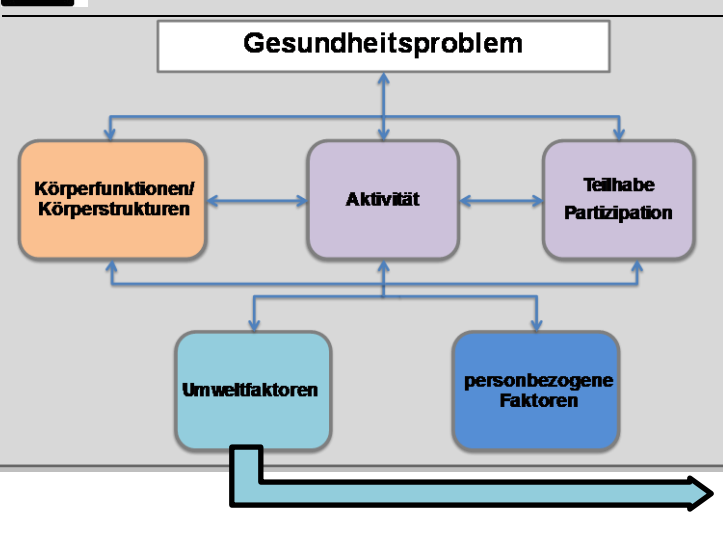 Gesundheitsproblem
Körperfunktionen/
Körperstrukturen
Aktivität
Teilhabe
Partizipation
Umweltfaktoren
personbezogene
Faktoren